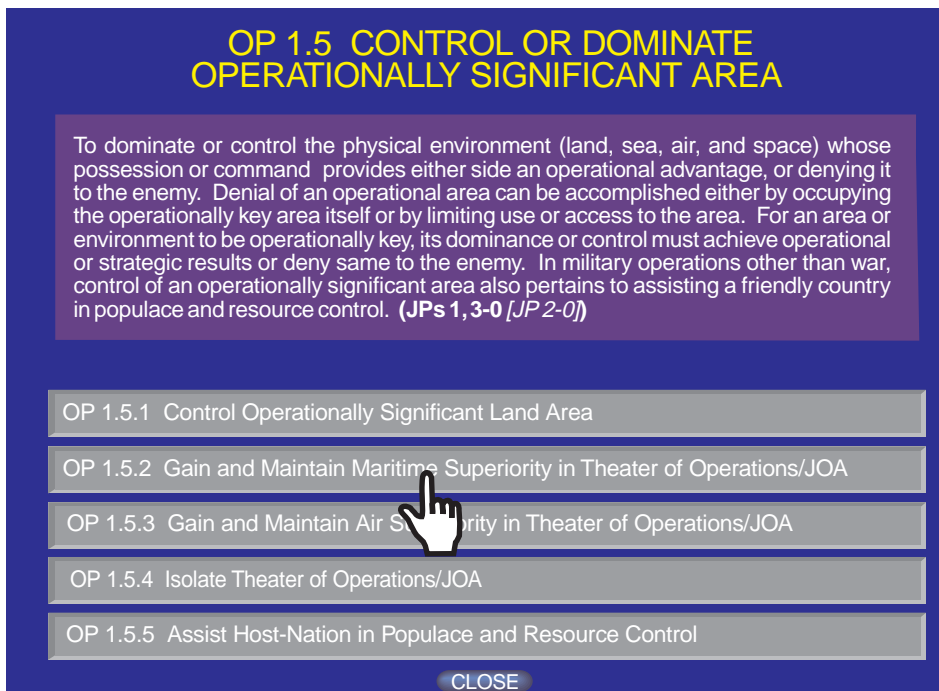 OP 1.5 CONTROL OR DOMINATE
OPERATIONALLY SIGNIFICANT AREA
To dominate or control the physical environment (land, sea, air, and space) whose
possession or command provides either side an operational advantage, or denying it
to the enemy. Denial of an operational area can be accomplished either by occupying
the operationally key area itself or by limiting use or access to the area. For an area or
environment to be operationally key, its dominance or control must achieve operational
or strategic results or deny same to the enemy. In military operations other than war,
control of an operationally significant area also pertains to assisting a friendly country
in populace and resource control. (JPs 1, 3-0 [JP 2-0])
OP 1.5.1 Control Operationally Significant Land Area
OP 1.5.2 Gain and Maintain Maritime Superiority in Theater of Operations/JOA
OP 1.5.3 Gain and Maintain Air Superiority in Theater of Operations/JOA
OP 1.5.4 Isolate Theater of Operations/JOA
OP 1.5.5 Assist Host-Nation in Populace and Resource Control
CLOSE